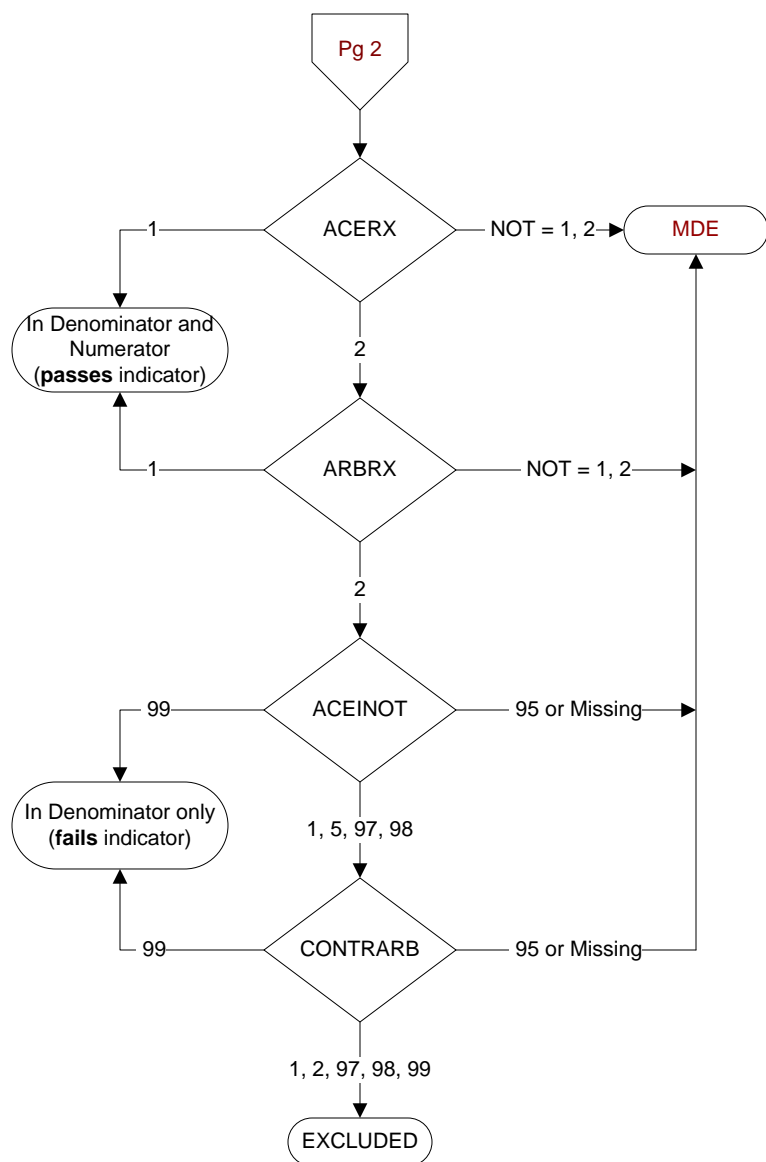 Pg 2
ACERX
1
NOT = 1, 2
MDE
In Denominator and
Numerator
(passes indicator)
2
ARBRX
1
NOT = 1, 2
2
ACEINOT
99
95 or Missing
In Denominator only
(fails indicator)
1, 5, 97, 98
CONTRARB
99
95 or Missing
1, 2, 97, 98, 99
EXCLUDED